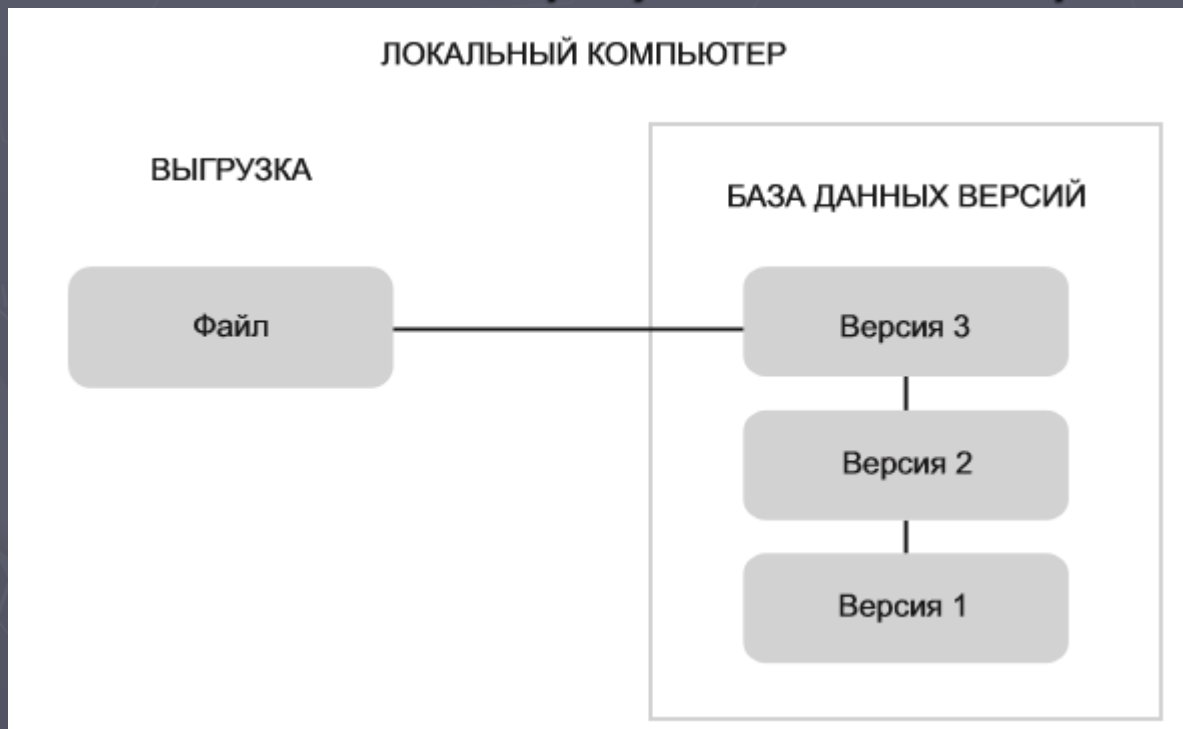 ЛОКАЛЬНЫЙ КОМПЬЮТЕР
ВЫГРУЗКА
БАЗА ДАННЫХ ВЕРСИЙ
Файл
Версия 3
Версия 2
Версия 1